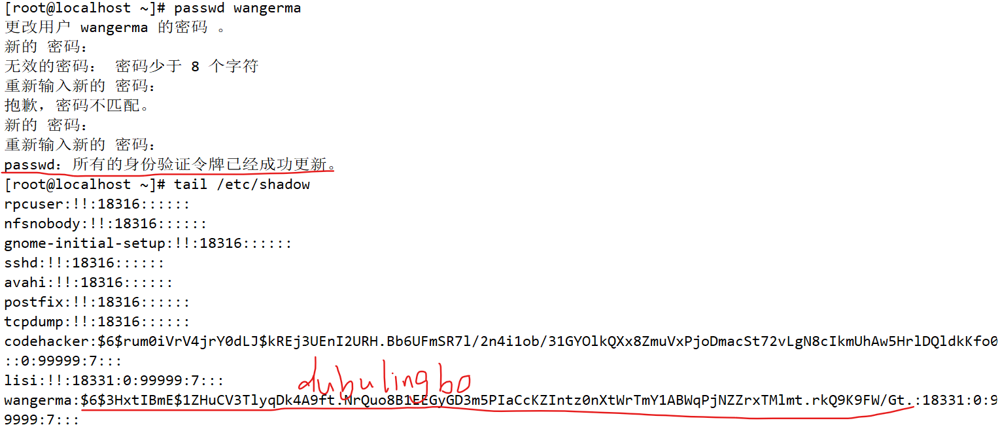 [root@localhost ~]# passwd wangerma
更改用户 wangerma 的密码 。
新的 密码：
无效的密码： 密码少于 8 个字符
重新输入新的 密码：
抱歉，密码不匹配。
新的 密码：
重新输入新的 密码：
passwd：所有的身份验证令牌已经成功更新。
[root@localhost ~]# tail /etc/shadow
rpcuser:!!:18316::::::
nfsnobody:!!:18316::::::
gnome-initial-setup:!!:18316::::::
sshd:!!:18316::::::
avahi:!!:18316::::::
postfix:!!:18316::::::
tcpdump:!!:18316::::::
codehacker:$6$rum0iVrV4jrY0dLJ$kREj3UEnI2URH.Bb6UFmSR7l/2n4i1ob/31GYOlkQXx8ZmuVxPjoDmacSt72vLgN8cIkmUhAw5HrlDQldkKfo0
::0:99999:7:::
lisi:!!:18331:0:99999:7:::
dubulingbo
wangerma:$6$3HxtIBmE$1ZHuCV3TlyqDk4A9ft.NrQuo8B1EEGyGD3m5PIaCcKZIntz0nXtWrTmY1ABWqPjNZZrxTMlmt.rkQ9K9FW/Gt.:18331:0:9
9999:7:::